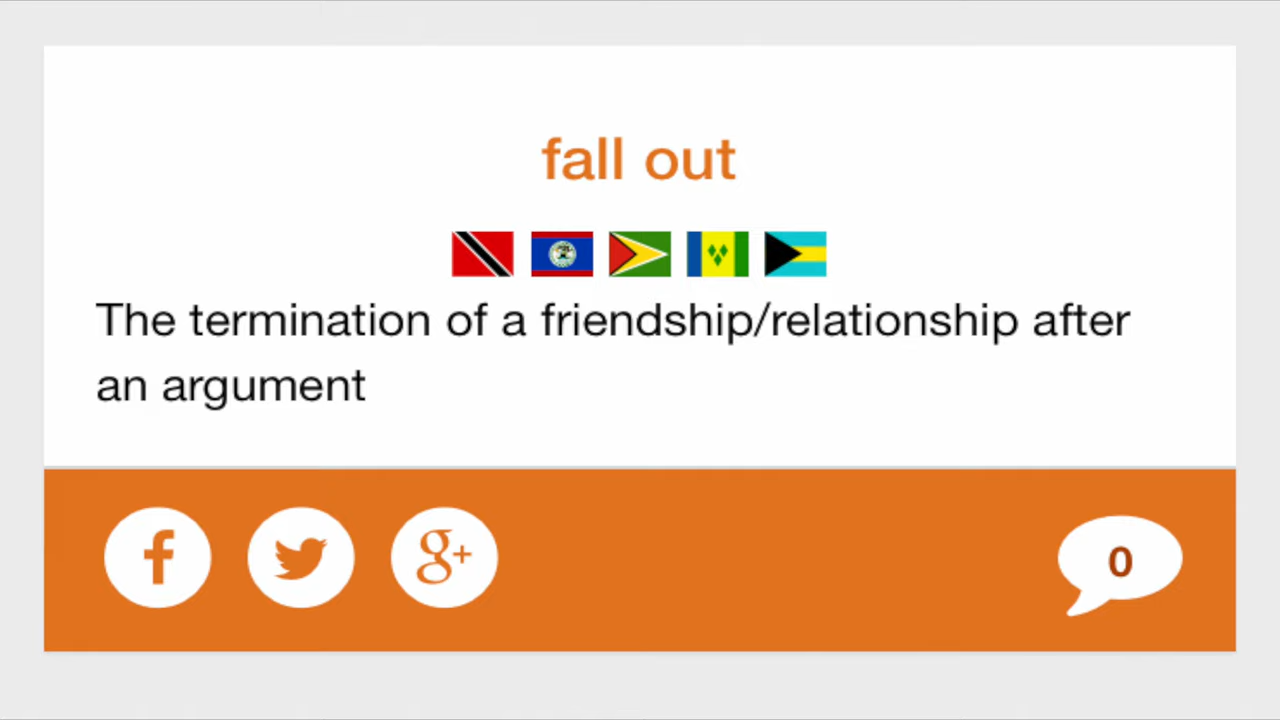 fall out
The termination of a friendship/relationship after
an argument
f
g+
0